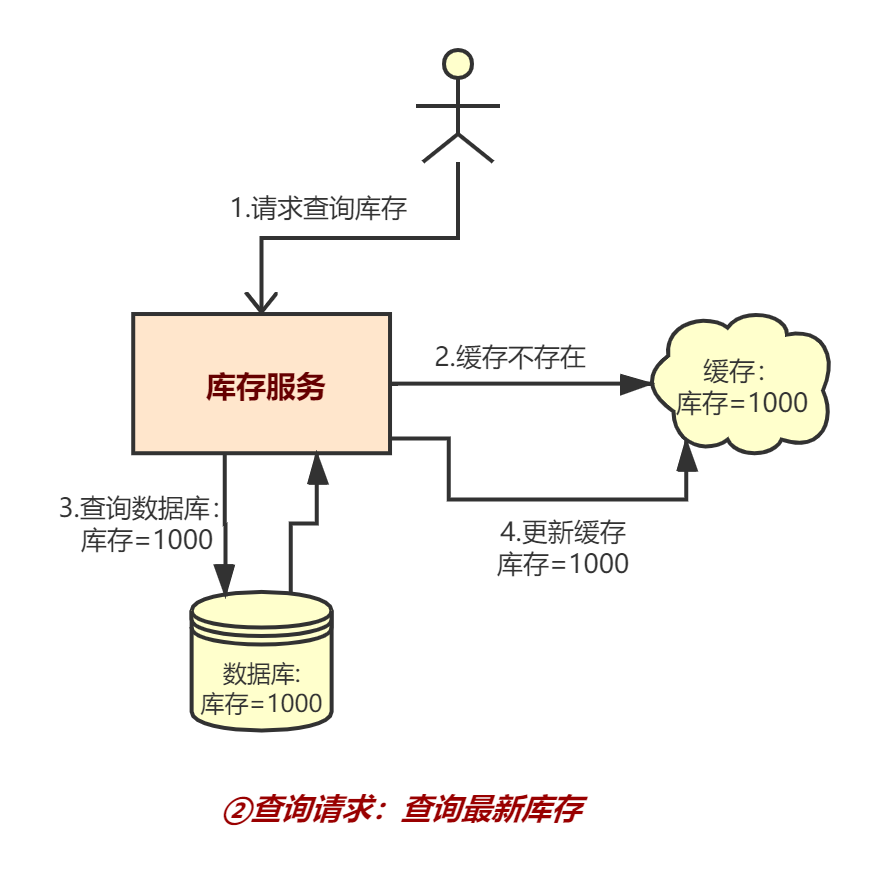 1.请求查询库存
库存服务
2.缓存不存在
缓存：
库存=1000
3.查询数据库：
库存=1000
4.更新缓存
库存=1000
数据库:
库存=1000
②查询请求：查询最新库存